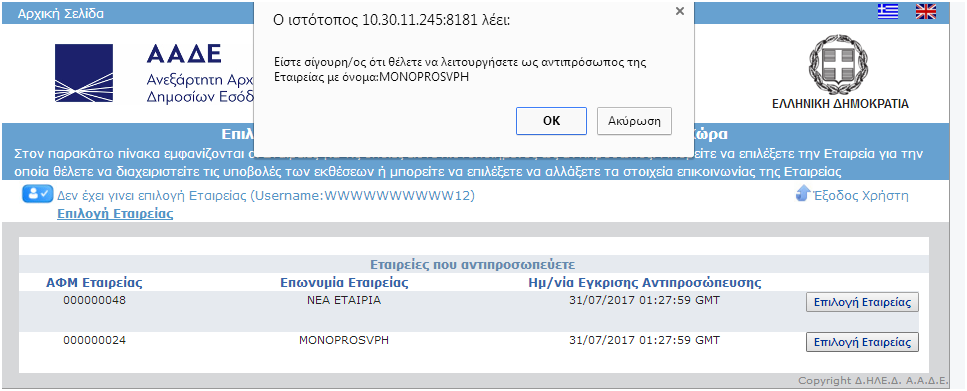 Αρχική Σελίδα
Ο ιστότοπος 10.30.11.245:8181 λέει:
Είστε σίγουρη/ος ότι θέλετε να λειτουργήσετε ως αντιπρόσωπος της
Εταιρείας με όνομα:MONOPROSVPH
OK Ακύρωση
ΑΑΔΕ
Ανεξάρτητη Αρχ
Δημοσίων Εσόδ
ΕΛΛΗΝΙΚΗ ΔΗΜΟΚΡΑΤΙΑ
Επιλ Χώρα
Στον παρακάτω πίνακα εμφανίζονται ο ε να επιλέξετε την Εταιρεία για την
οποία θέλετε να διαχειριστείτε τις υποβολές των εκθέσεων ή μπορείτε να επιλέξετε να αλλάξετε τα στοιχεία επικοινωνίας της Εταιρείας
Δεν έχει γινει επιλογή Εταιρείας (Username:WWWWWWWWWW12) Έξοδος Χρήστη
Επιλογή Εταιρείας
Εταιρείες που αντιπροσωπεύετε
ΑΦΜ Εταιρείας Επωνυμία Εταιρείας Ημ/νία Εγκρισης Αντιπροσώπευσης
000000048 ΝΕΑ ΕΤΑΙΡΙΑ 31/07/2017 01:27:59 GMT Επιλογή Εταιρείας
000000024 MONOPROSVPH 31/07/2017 01:27:59 GMT Επιλογή Εταιρείας
Copyright Δ.ΗΛΕ.Δ. Α.Α.Δ.Ε.